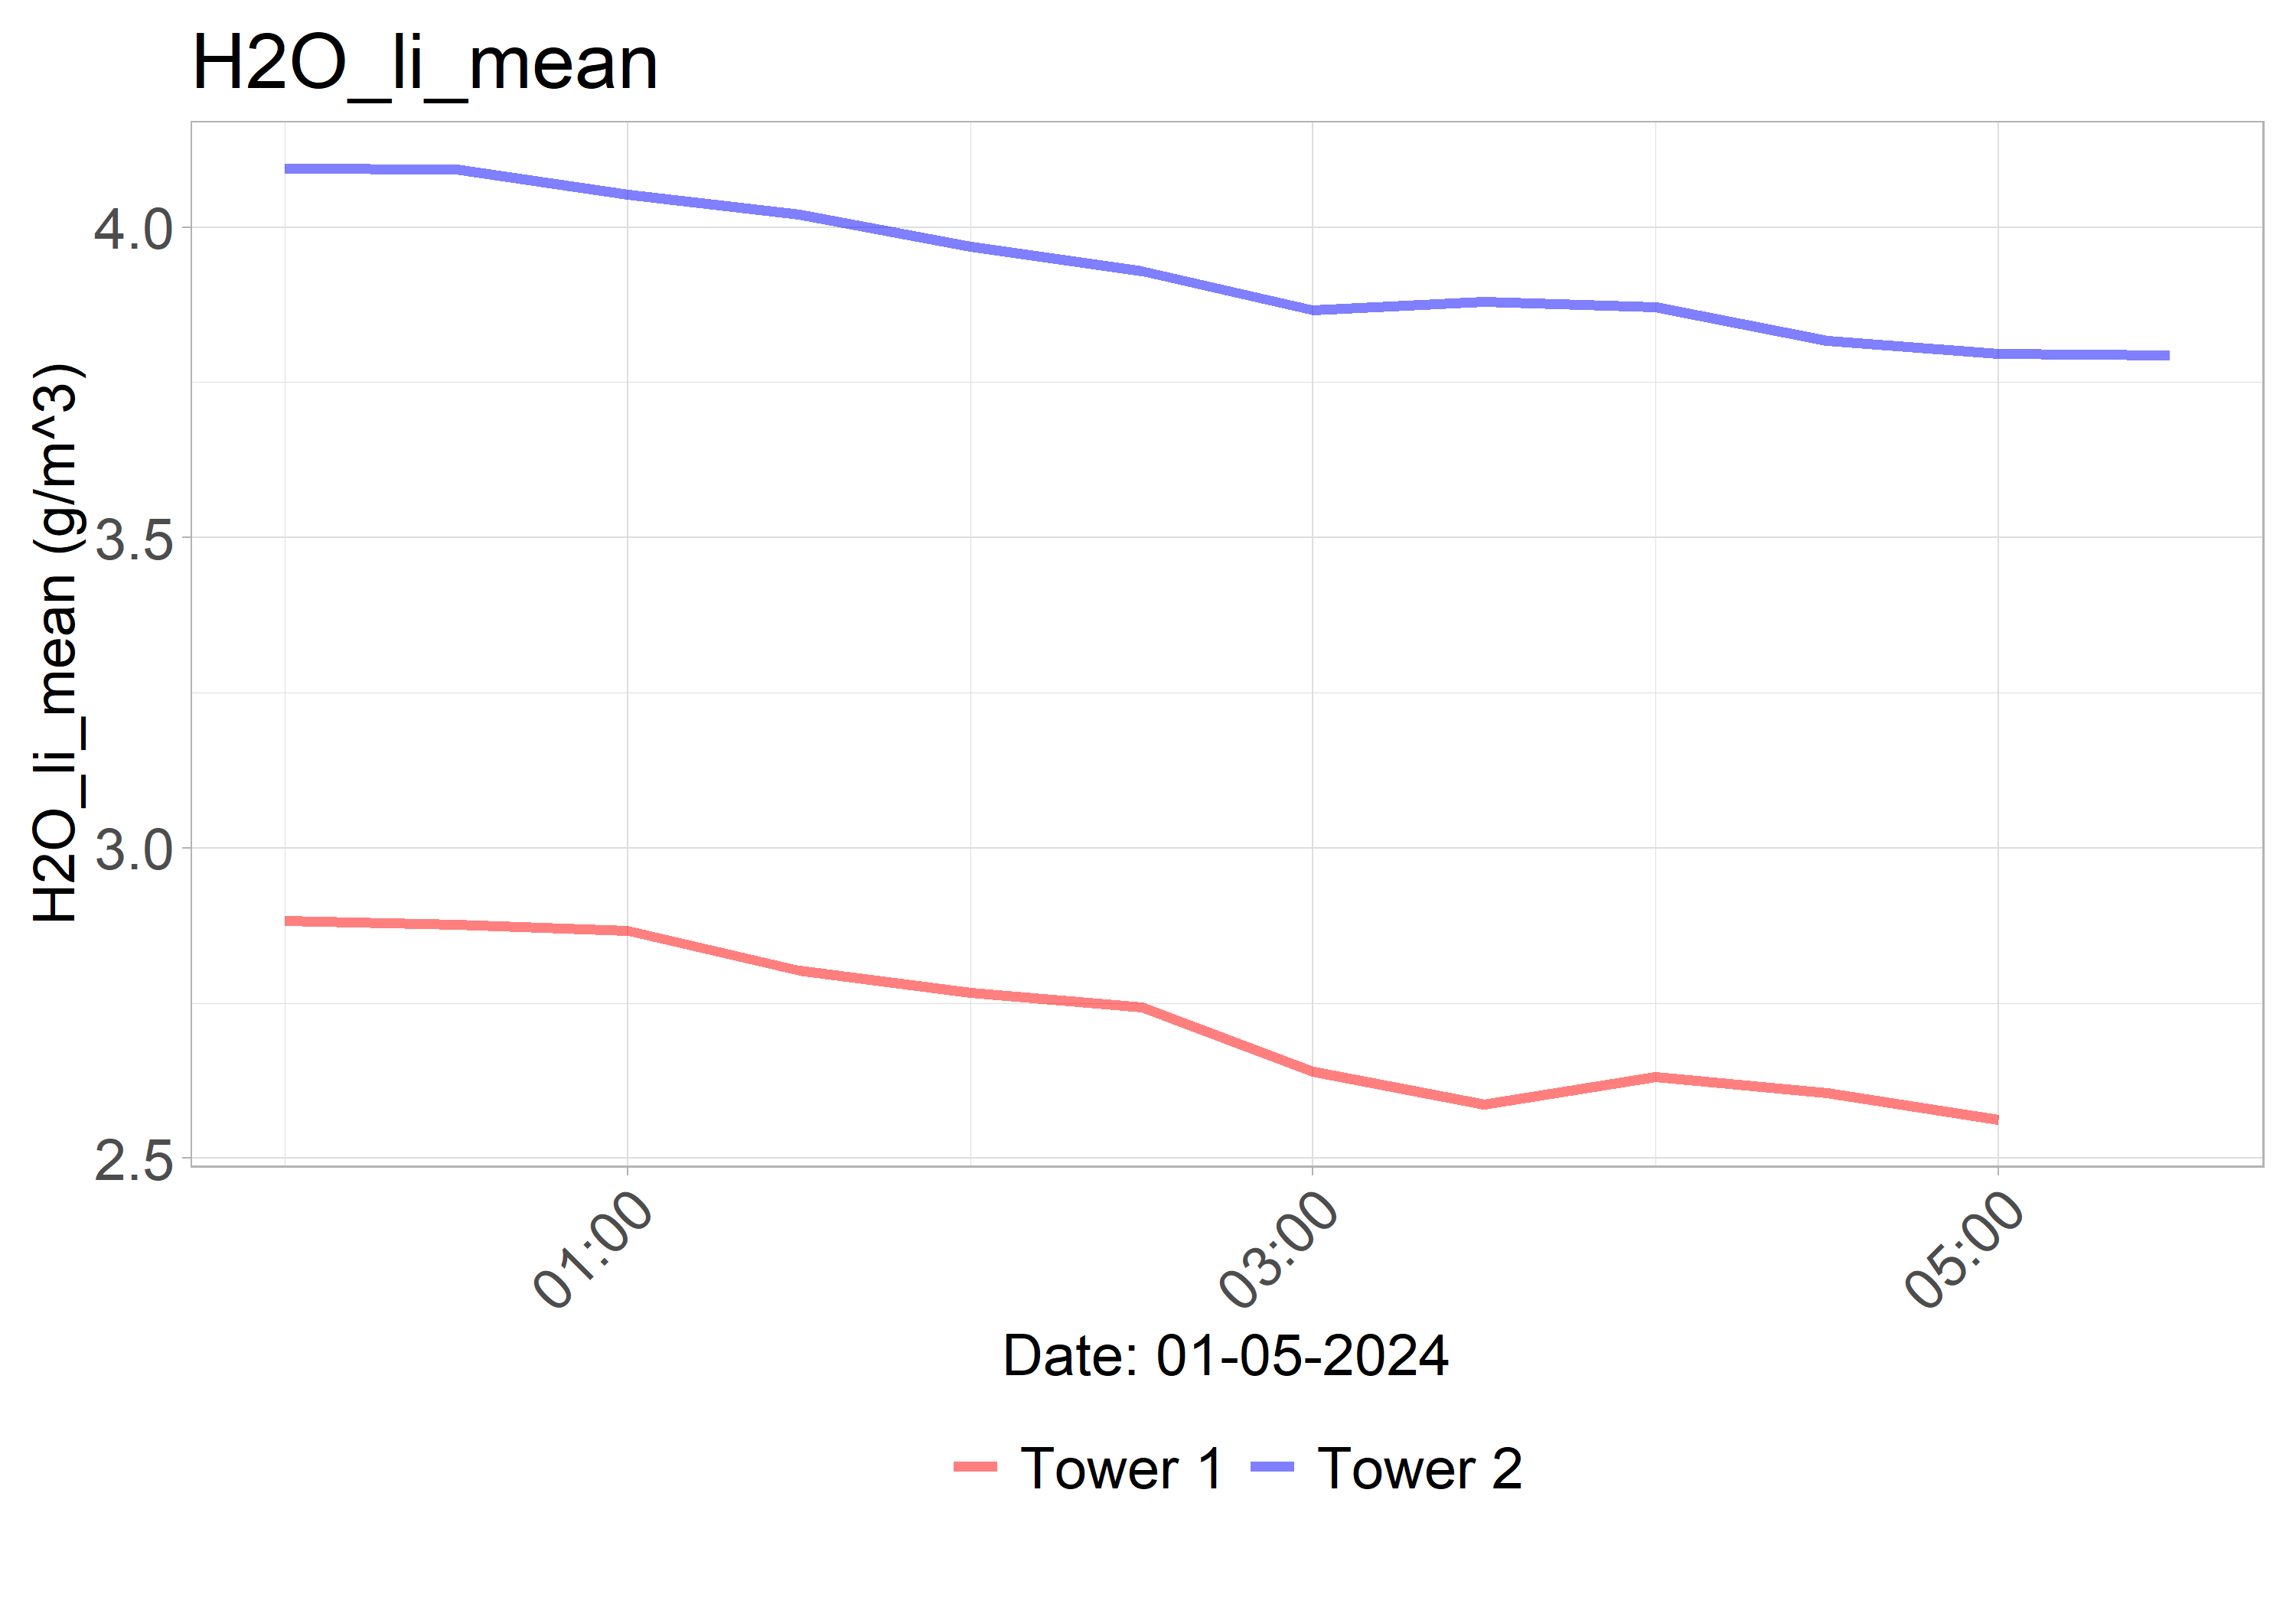 H2O_li_mean
H2O_li_mean (g/m^3)
4.0
3.5
3.0
2.5
01:00
03:00
05:00
Date: 01-05-2024
Tower 1
Tower 2